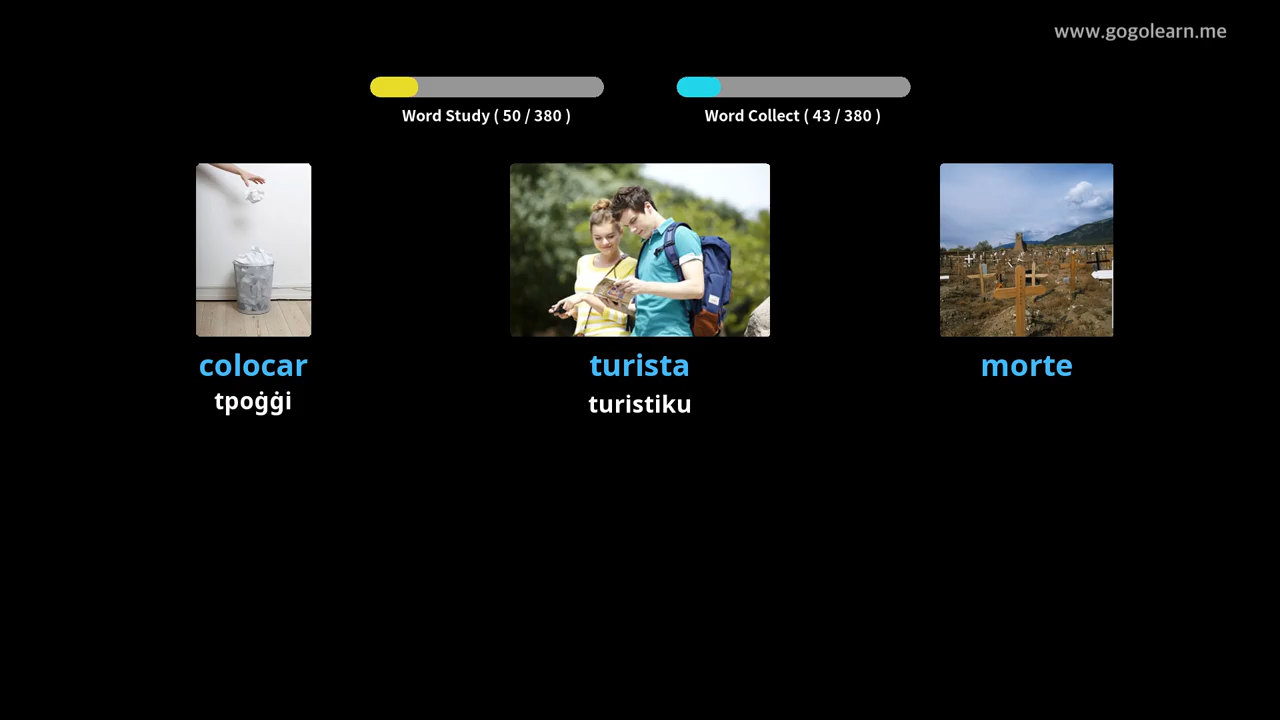 www.gogolearn.me
Word Study ( 50 / 380 )
Word Collect ( 43 / 380 )
colocar
tpoġġi
turista
turistiku
morte